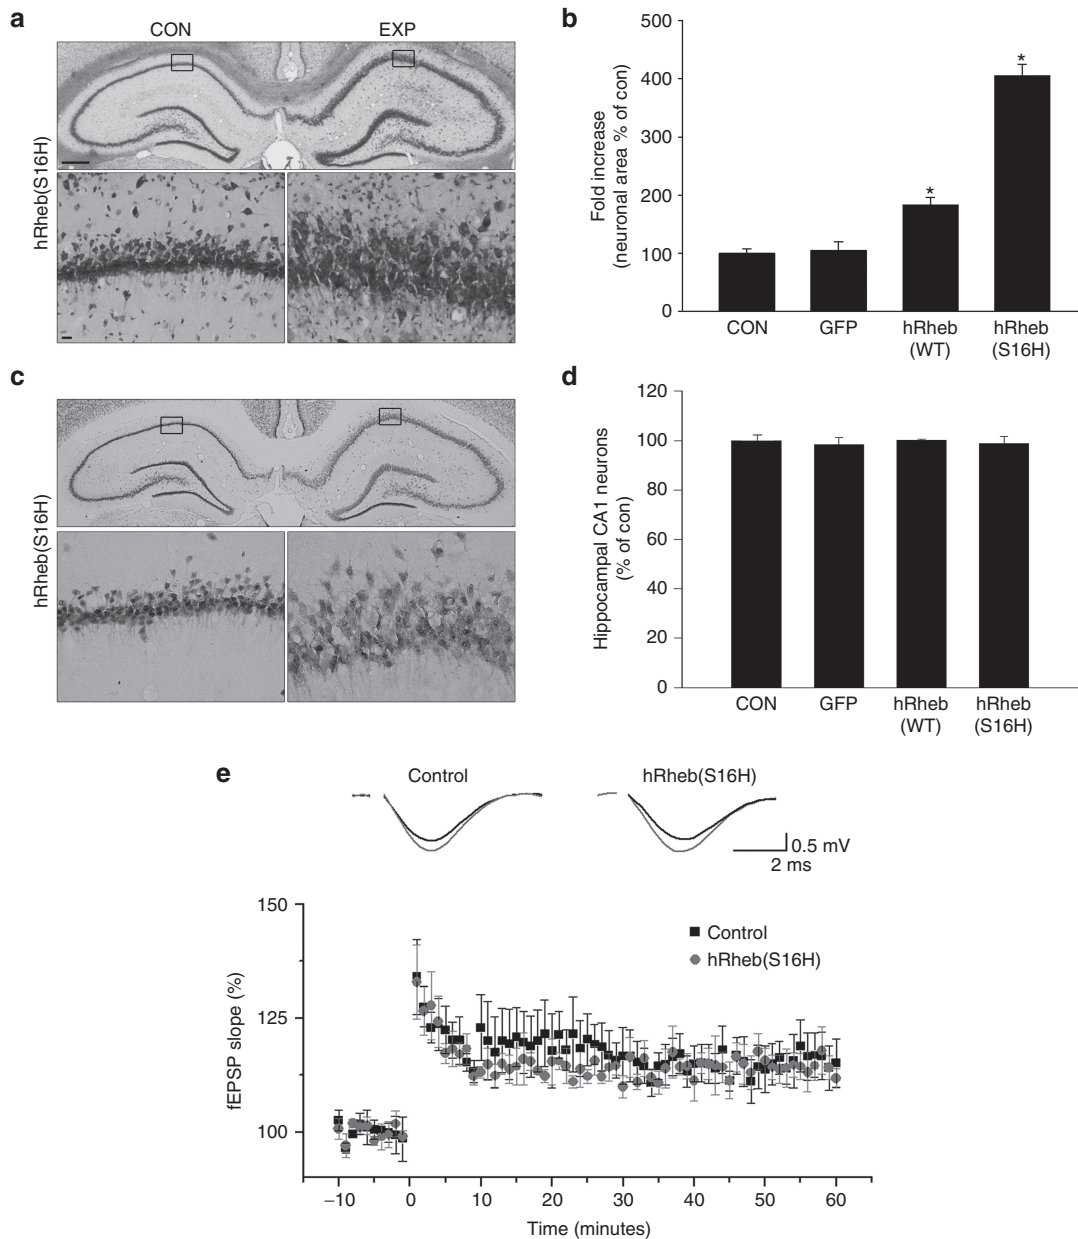 a
CON
EXP
hRheb(S16H)
b
500
400
300
200
100
0
Fold increase
(neuronal area % of con)
*
*
CON
GFP
hRheb
(WT)
hRheb
(S16H)
c
hRheb(S16H)
d
120
100
80
60
40
20
0
Hippocampal CA1 neurons
(% of con)
CON
GFP
hRheb
(WT)
hRheb
(S16H)
e
Control
hRheb(S16H)
0.5 mV
2 ms
150
125
100
fEPSP slope (%)
Control
hRheb(S16H)
−10
0
10
20
30
40
50
60
Time (minutes)